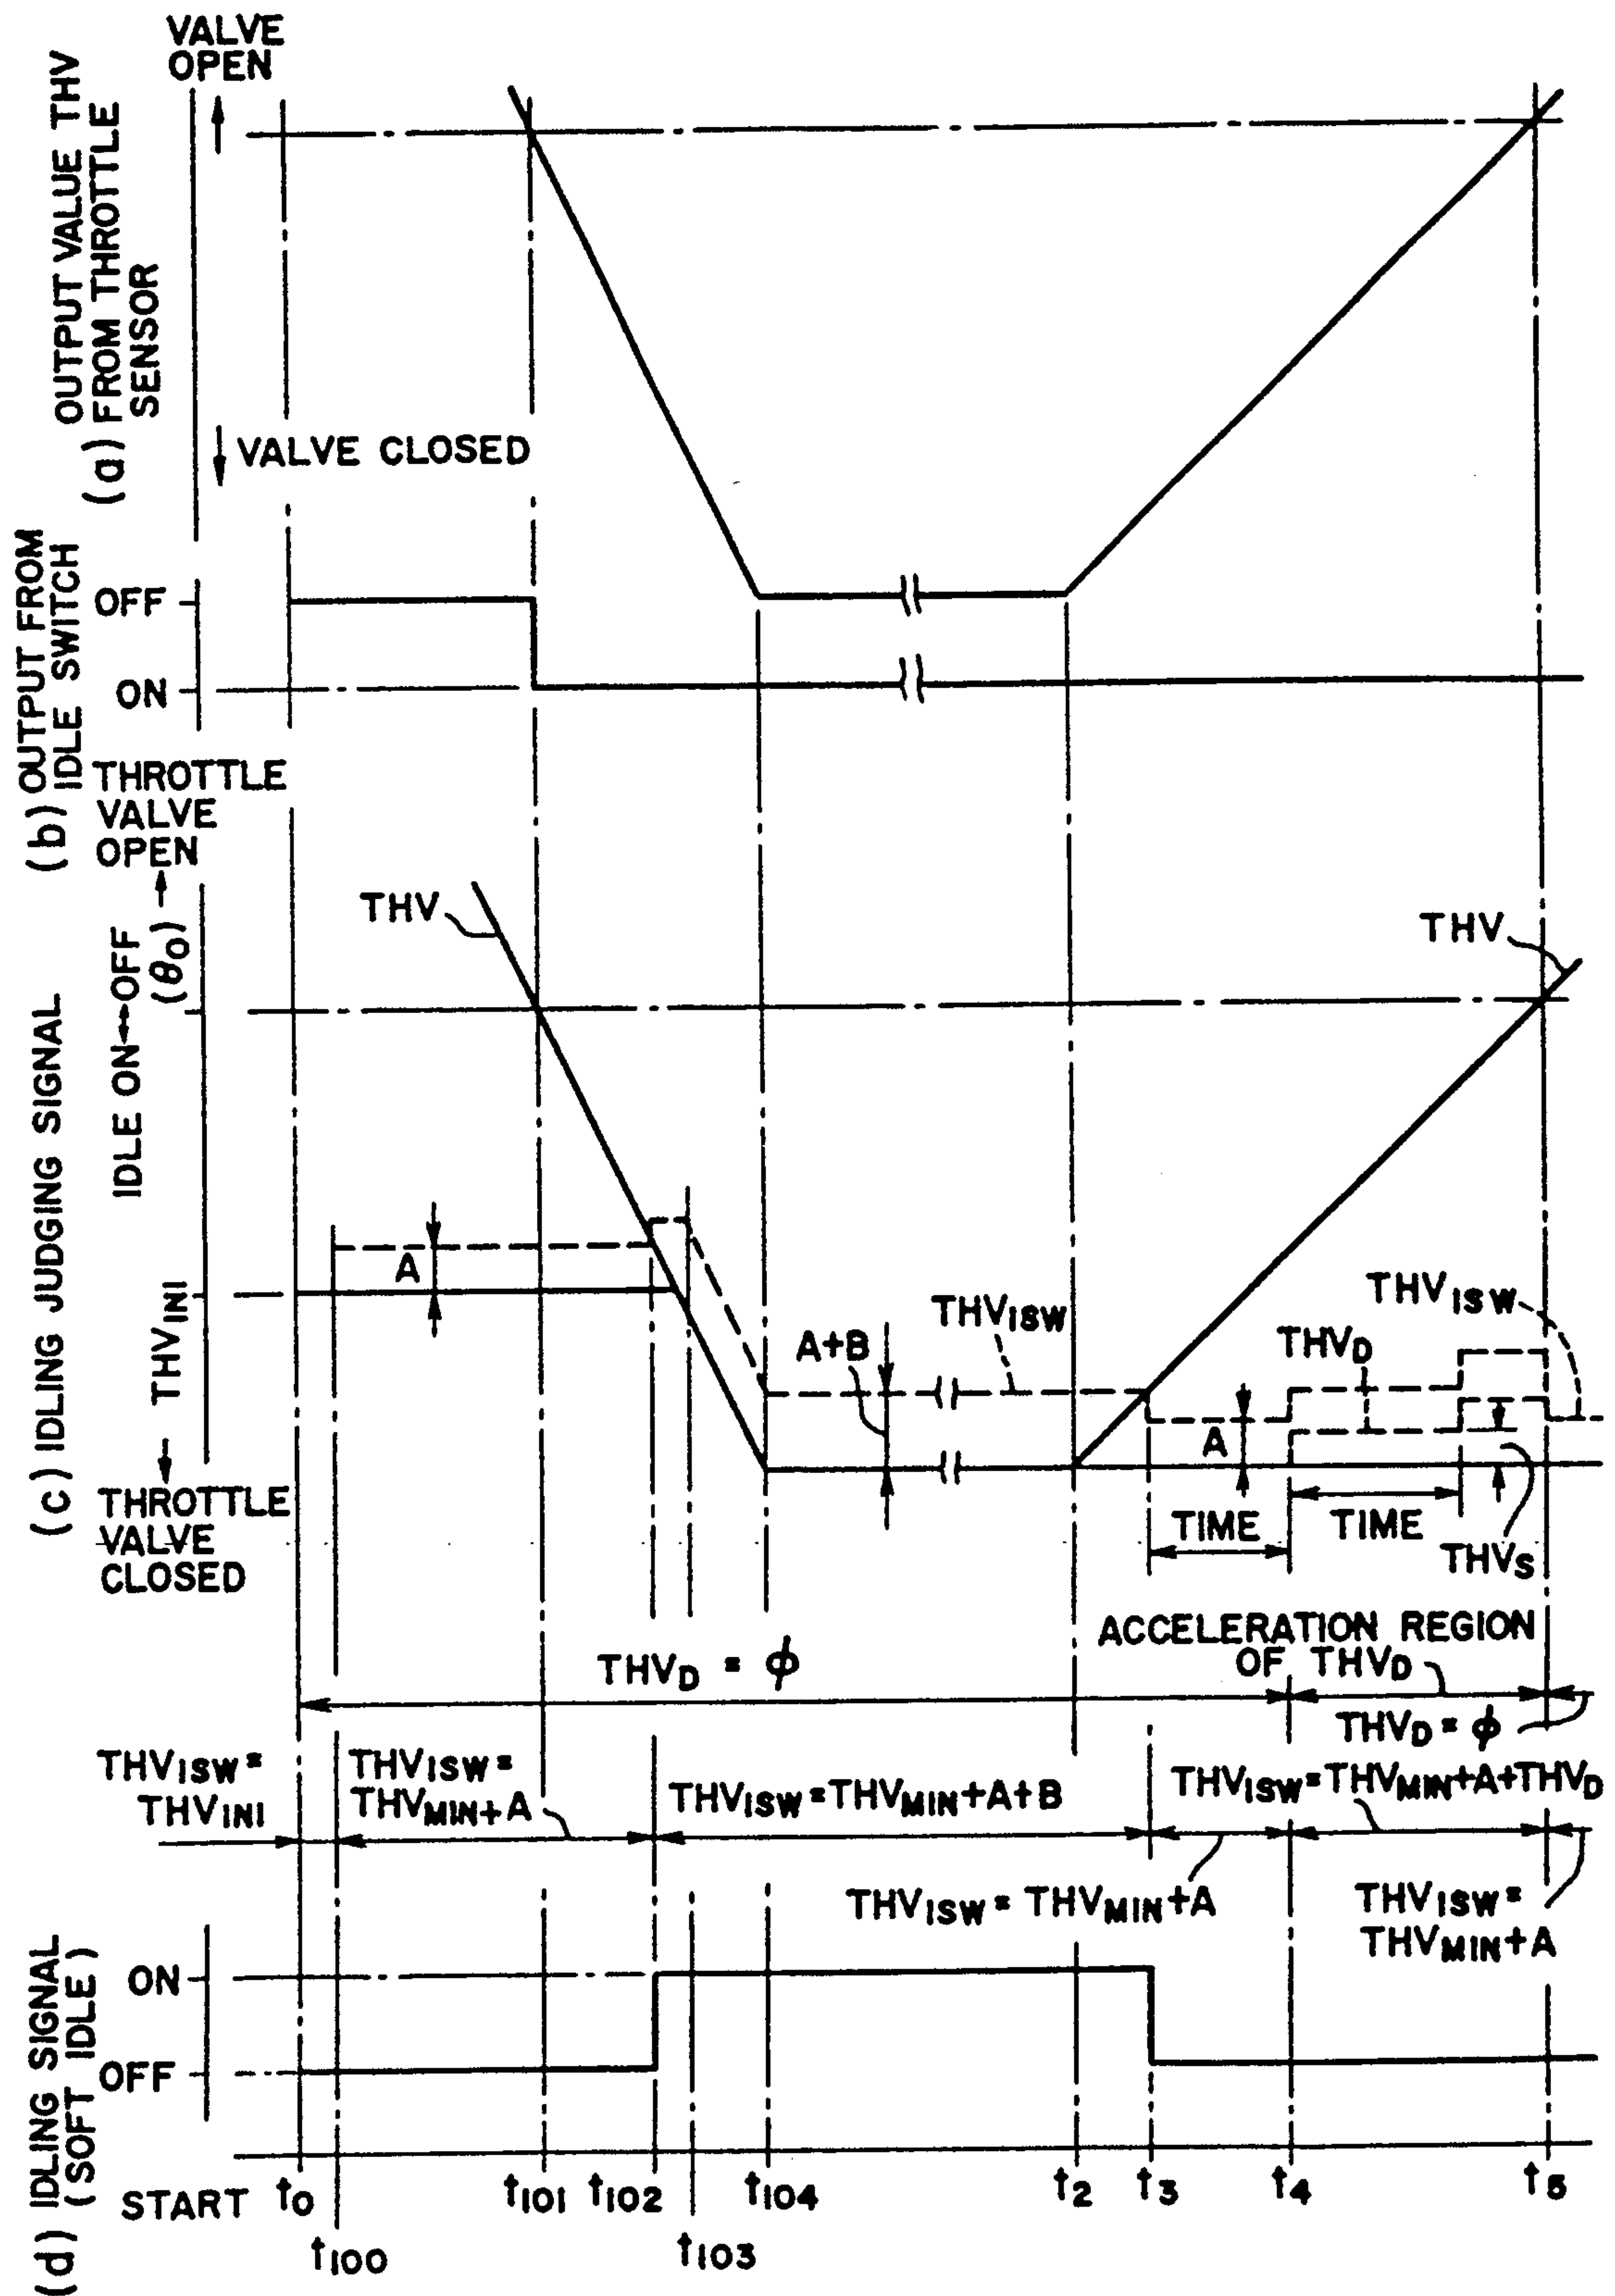 VALVE
OPEN
(a) OUTPUT VALUE THV
FROM THROTTLE
SENSOR
VALVE CLOSED
(b) OUTPUT FROM
IDLE SWITCH
OFF
ON
THROTTLE
VALVE
OPEN
(c) IDLING JUDGING SIGNAL
IDLE ON↔OFF
(θ0)
THV
THV
A
THVINI
THVISW
A+B
THVISW
THVD
A
TIME
TIME
THVS
THROTTLE
VALVE
CLOSED
THVD = ϕ
ACCELERATION REGION
OF THVD
THVD = ϕ
THVISW =
THVINI
THVISW =
THVMIN+A
THVISW = THVMIN+A+B
THVISW = THVMIN+A+THVD
THVISW = THVMIN+A
THVISW =
THVMIN+A
(d) IDLING SIGNAL
(SOFT IDLE)
ON
OFF
START
t0
t100
t101
t102
t103
t104
t2
t3
t4
t5